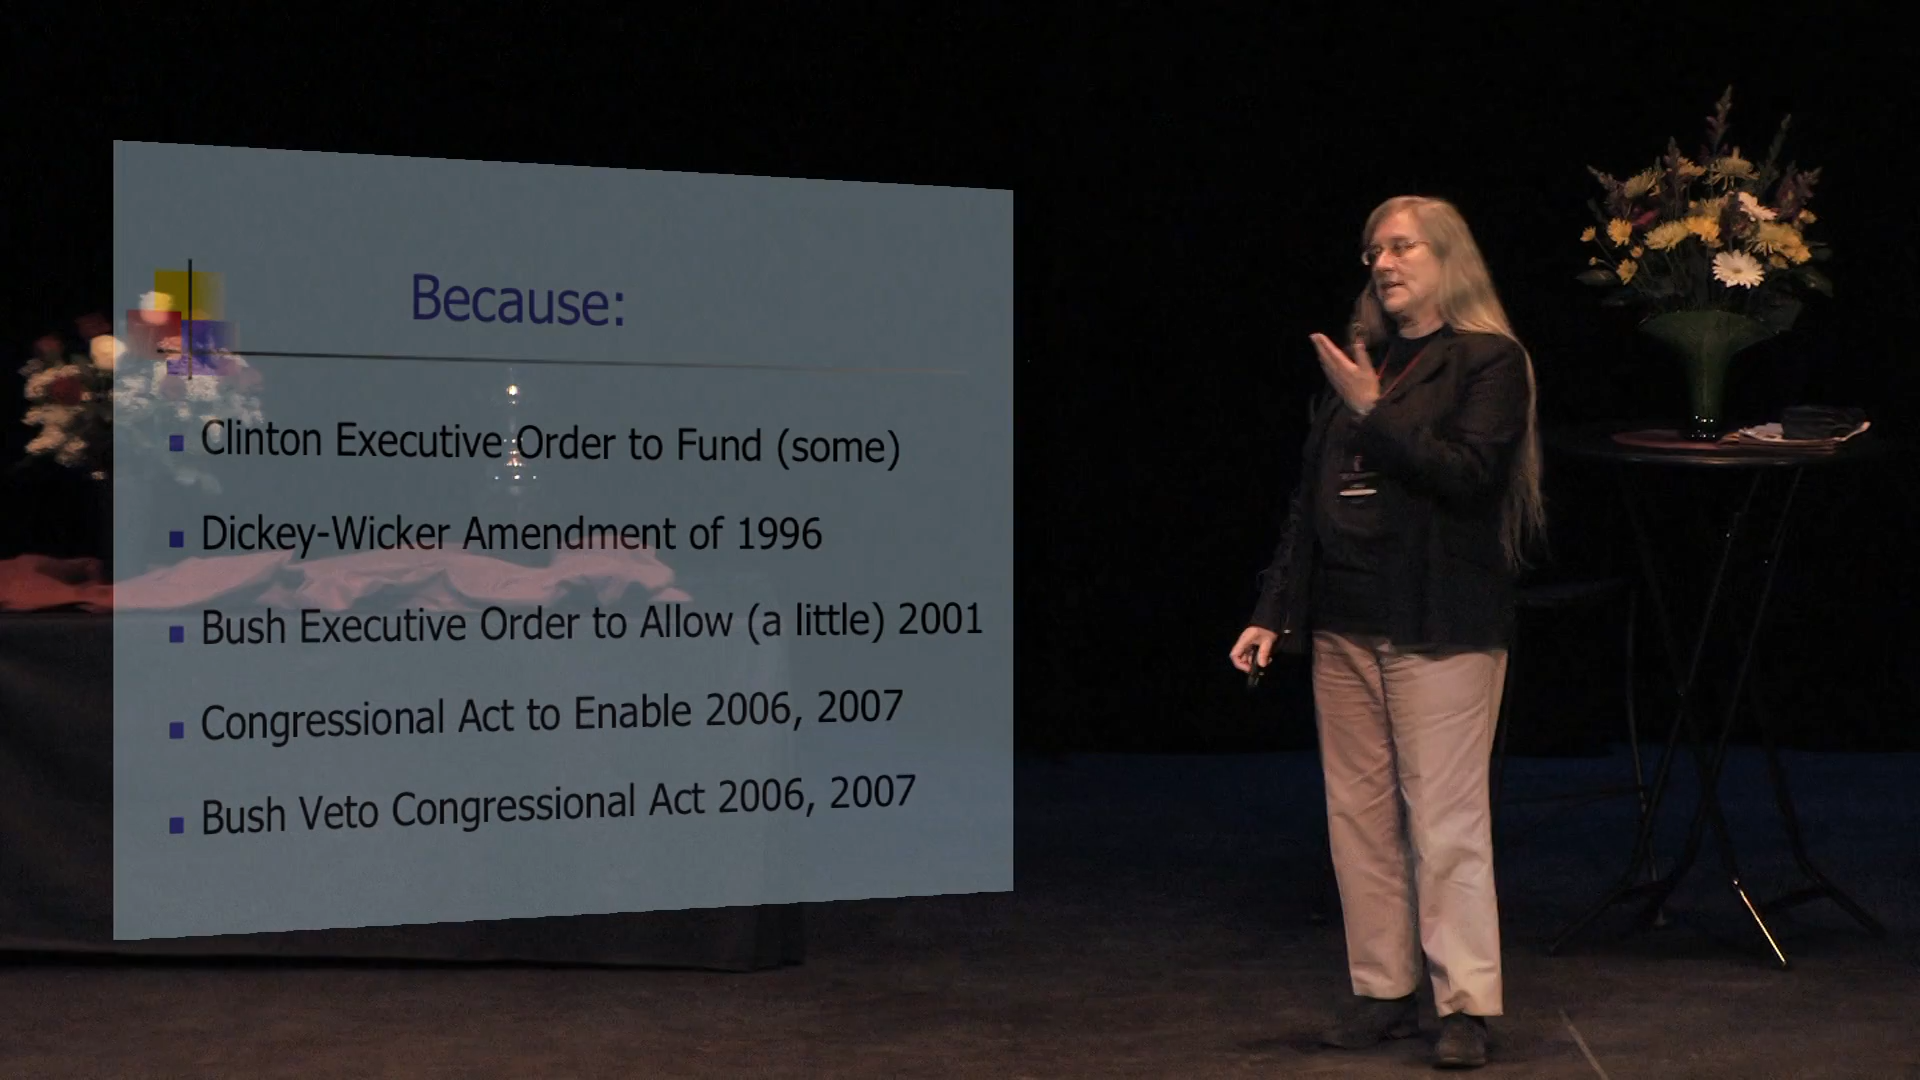 Because:
Clinton Executive Order to Fund (some)
Dickey-Wicker Amendment of 1996
Bush Executive Order to Allow (a little) 2001
Congressional Act to Enable 2006, 2007
Bush Veto Congressional Act 2006, 2007